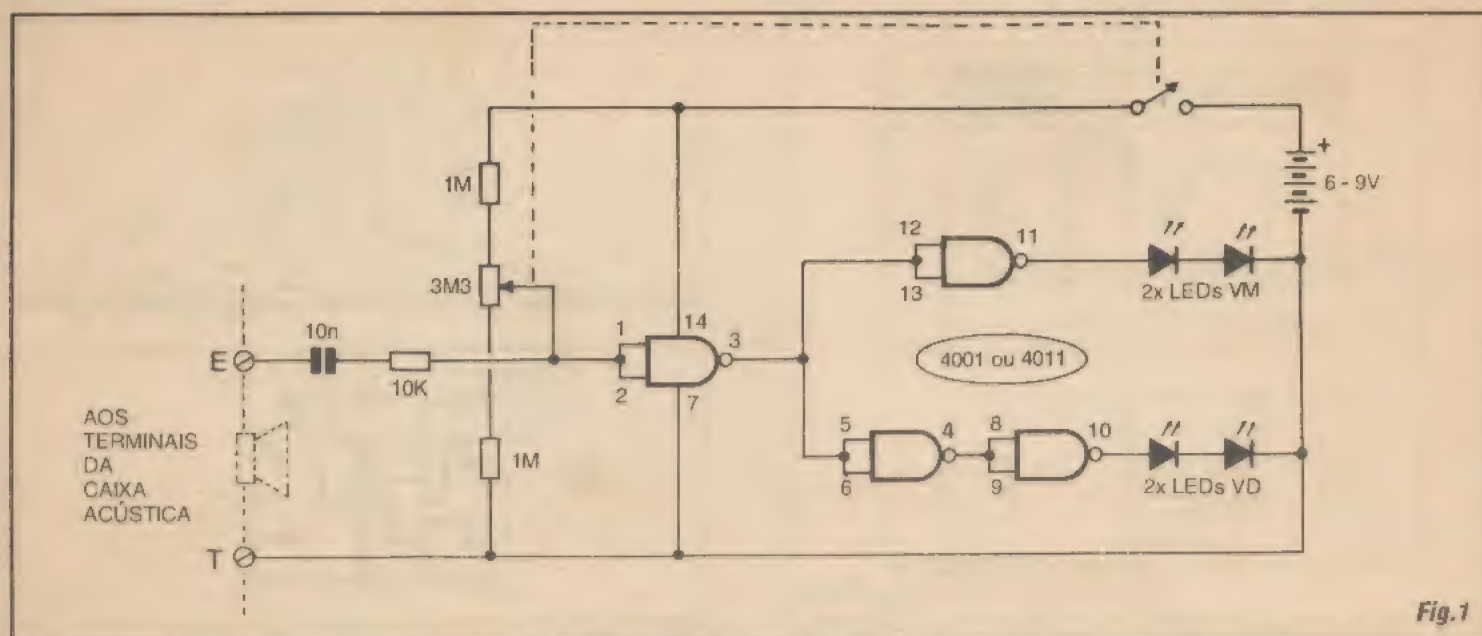 1M
+
6 - 9V
12
11
3M3
13
2x LEDs VM
10n
1
14
3
E
4001 ou 4011
10K
2
7
5
4
8
10
AOS
TERMINAIS
DA
CAIXA
ACÚSTICA
1M
6
9
2x LEDs VD
T
Fig.1